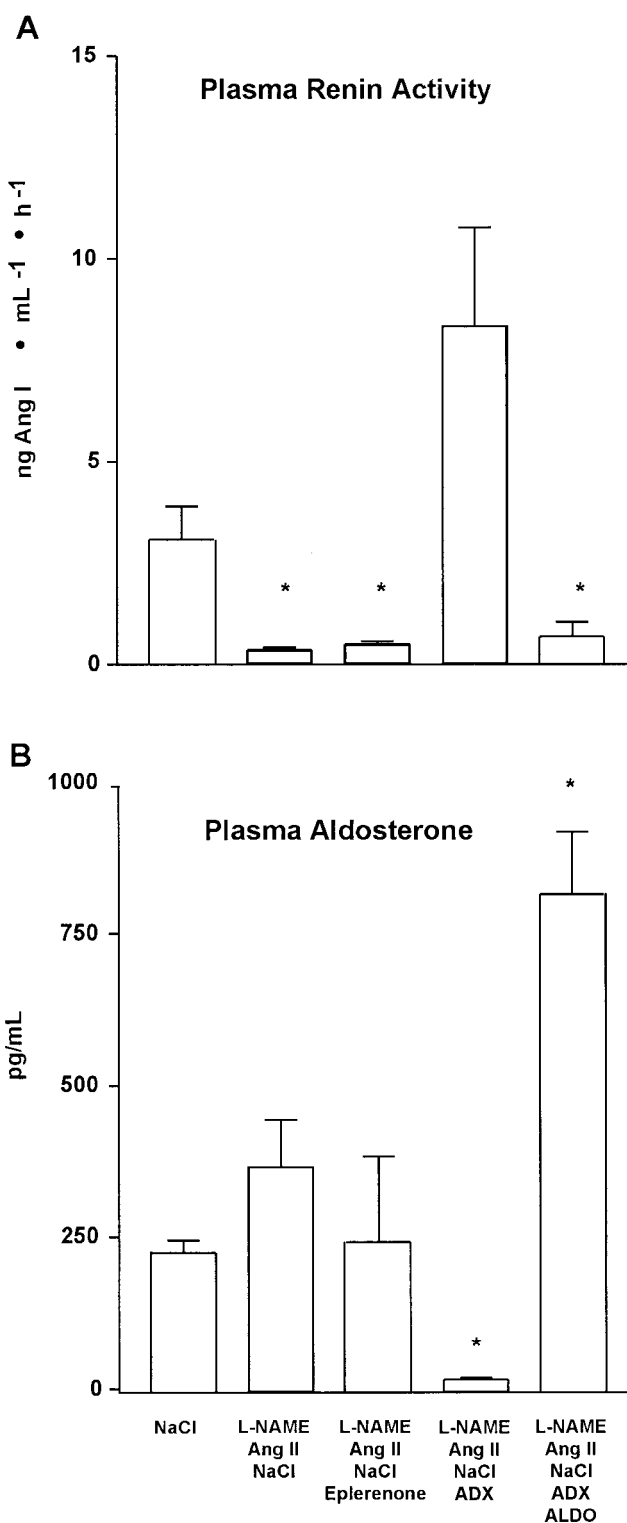 A
15
Plasma Renin Activity
ng Ang I • mL -1 • h-1
10
5
*
*
*
0
B
1000
*
Plasma Aldosterone
750
pg/mL
500
250
*
0
NaCl
L-NAME
Ang II
NaCl
L-NAME
Ang II
NaCl
Eplerenone
L-NAME
Ang II
NaCl
ADX
L-NAME
Ang II
NaCl
ADX
ALDO